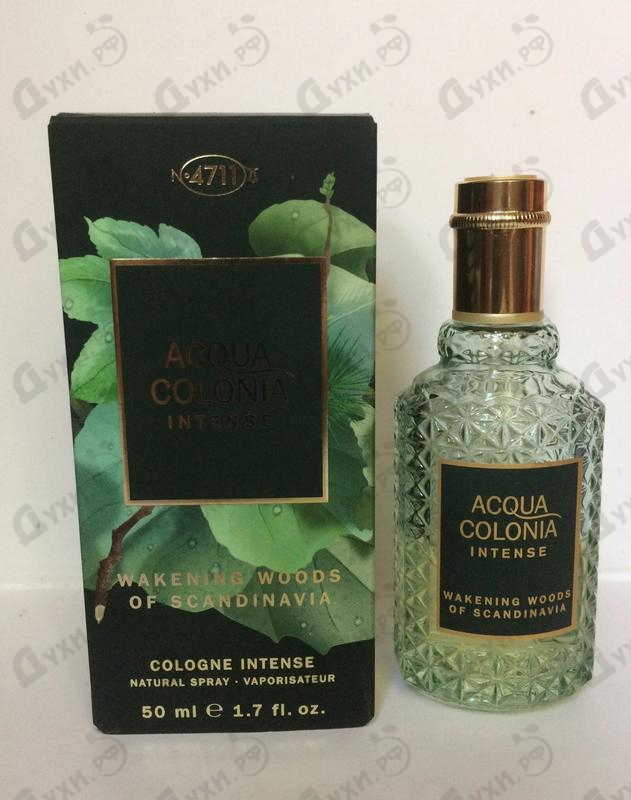 №4711
ACQUA
COLONIA
INTENSE
WAKENING WOODS
OF SCANDINAVIA
COLOGNE INTENSE
NATURAL SPRAY · VAPORISATEUR
50 ml ℮ 1.7 fl. oz.
ACQUA
COLONIA
INTENSE
WAKENING WOODS
OF SCANDINAVIA
Духи.рф